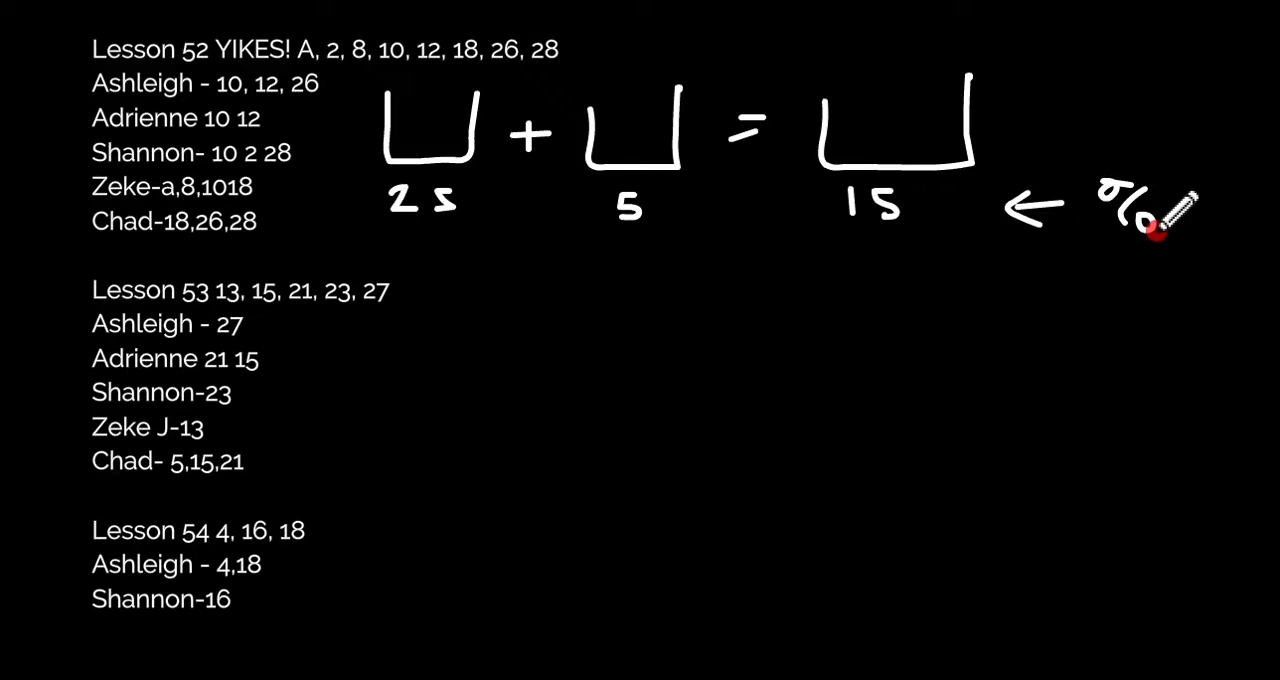 Lesson 52 YIKES! A, 2, 8, 10, 12, 18, 26, 28
Ashleigh - 10, 12, 26
Adrienne 10 12
Shannon- 10 2 28
Zeke-a,8,1018
Chad-18,26,28
+ =
25 5 15 ← %
Lesson 53 13, 15, 21, 23, 27
Ashleigh - 27
Adrienne 21 15
Shannon-23
Zeke J-13
Chad- 5,15,21
Lesson 54 4, 16, 18
Ashleigh - 4,18
Shannon-16